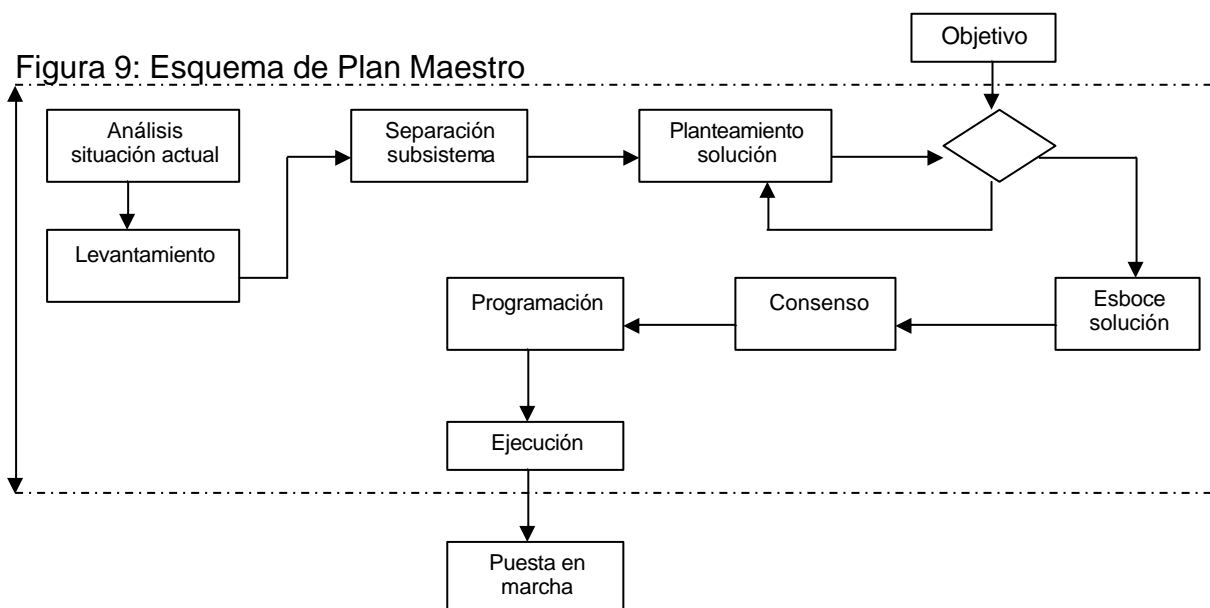 Objetivo
Figura 9: Esquema de Plan Maestro
Análisis
situación actual
Separación
subsistema
Planteamiento
solución
Levantamiento
Programación
Consenso
Esboce
solución
Ejecución
Puesta en
marcha